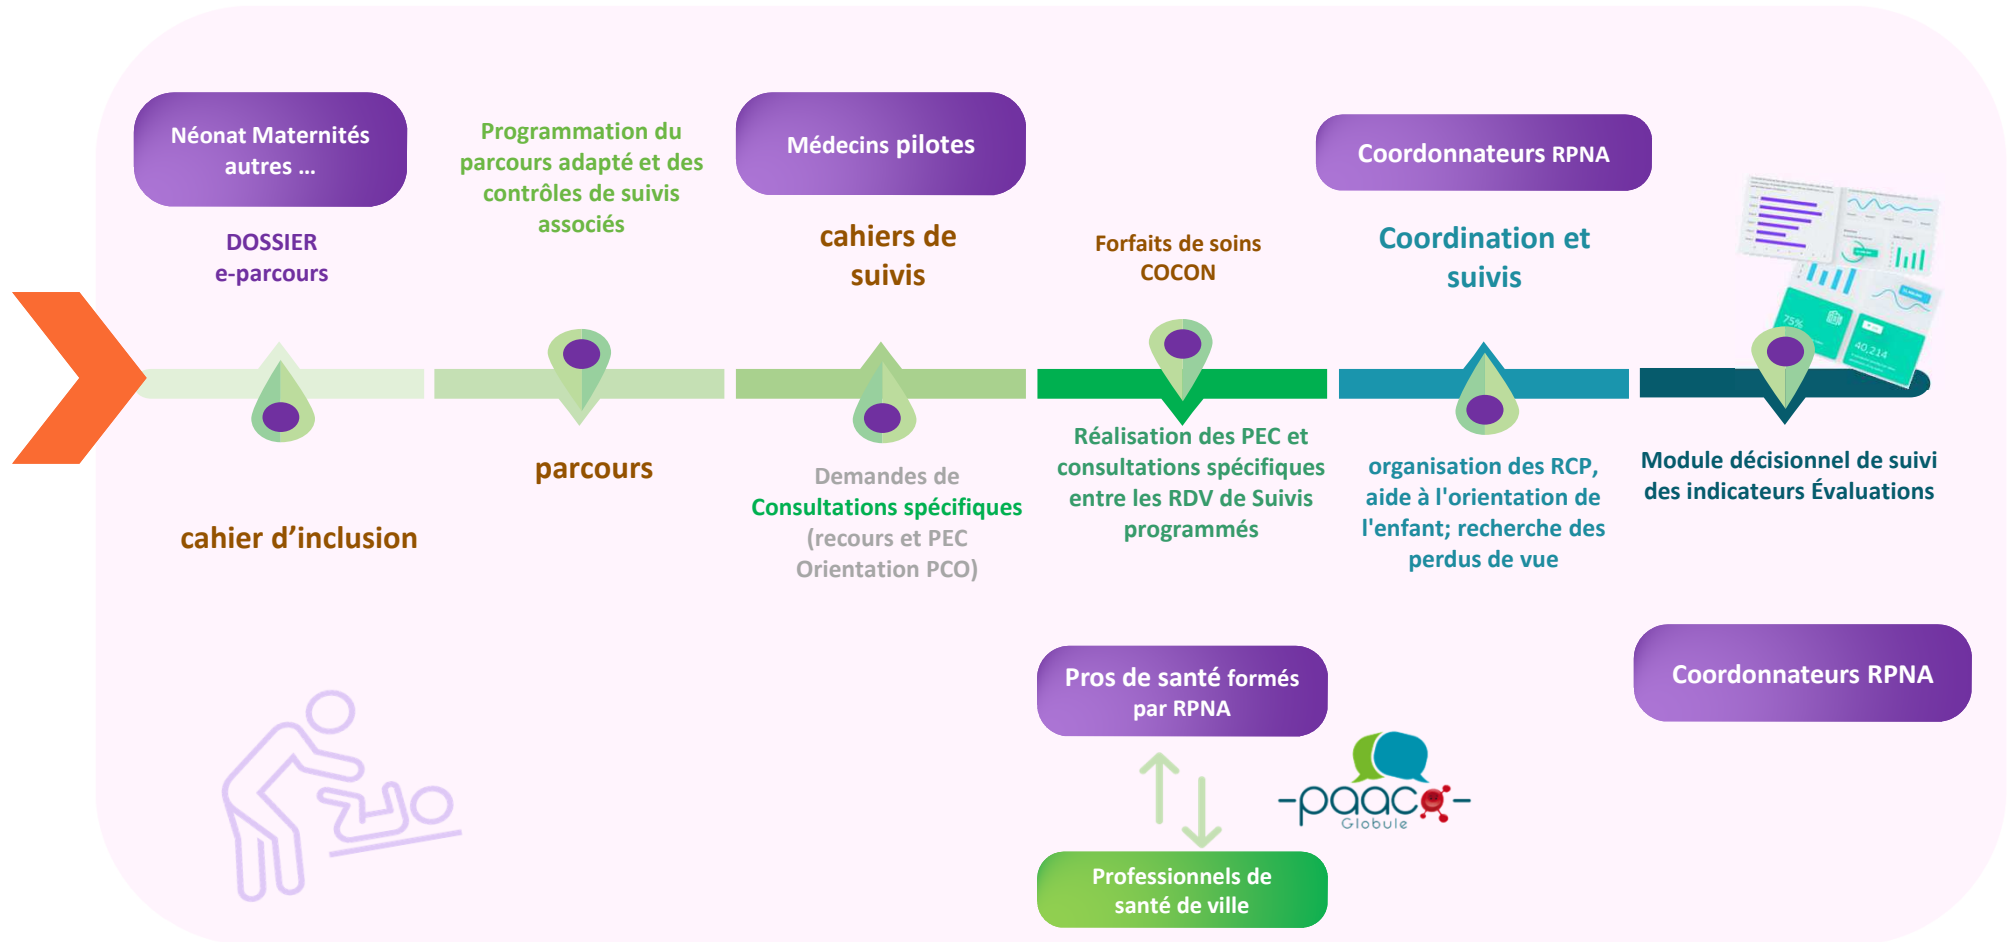 Néonat Maternités
autres ...
DOSSIER
e-parcours
cahier d’inclusion
Programmation du
parcours adapté et des
contrôles de suivis
associés
parcours
Médecins pilotes
cahiers de
suivis
Demandes de
Consultations spécifiques
(recours et PEC
Orientation PCO)
Forfaits de soins
COCON
Réalisation des PEC et
consultations spécifiques
entre les RDV de Suivis
programmés
Pros de santé formés
par RPNA
Professionnels de
santé de ville
paaco
Globule
Coordonnateurs RPNA
Coordination et
suivis
organisation des RCP,
aide à l'orientation de
l'enfant; recherche des
perdus de vue
75%
40,214
Module décisionnel de suivi
des indicateurs Évaluations
Coordonnateurs RPNA